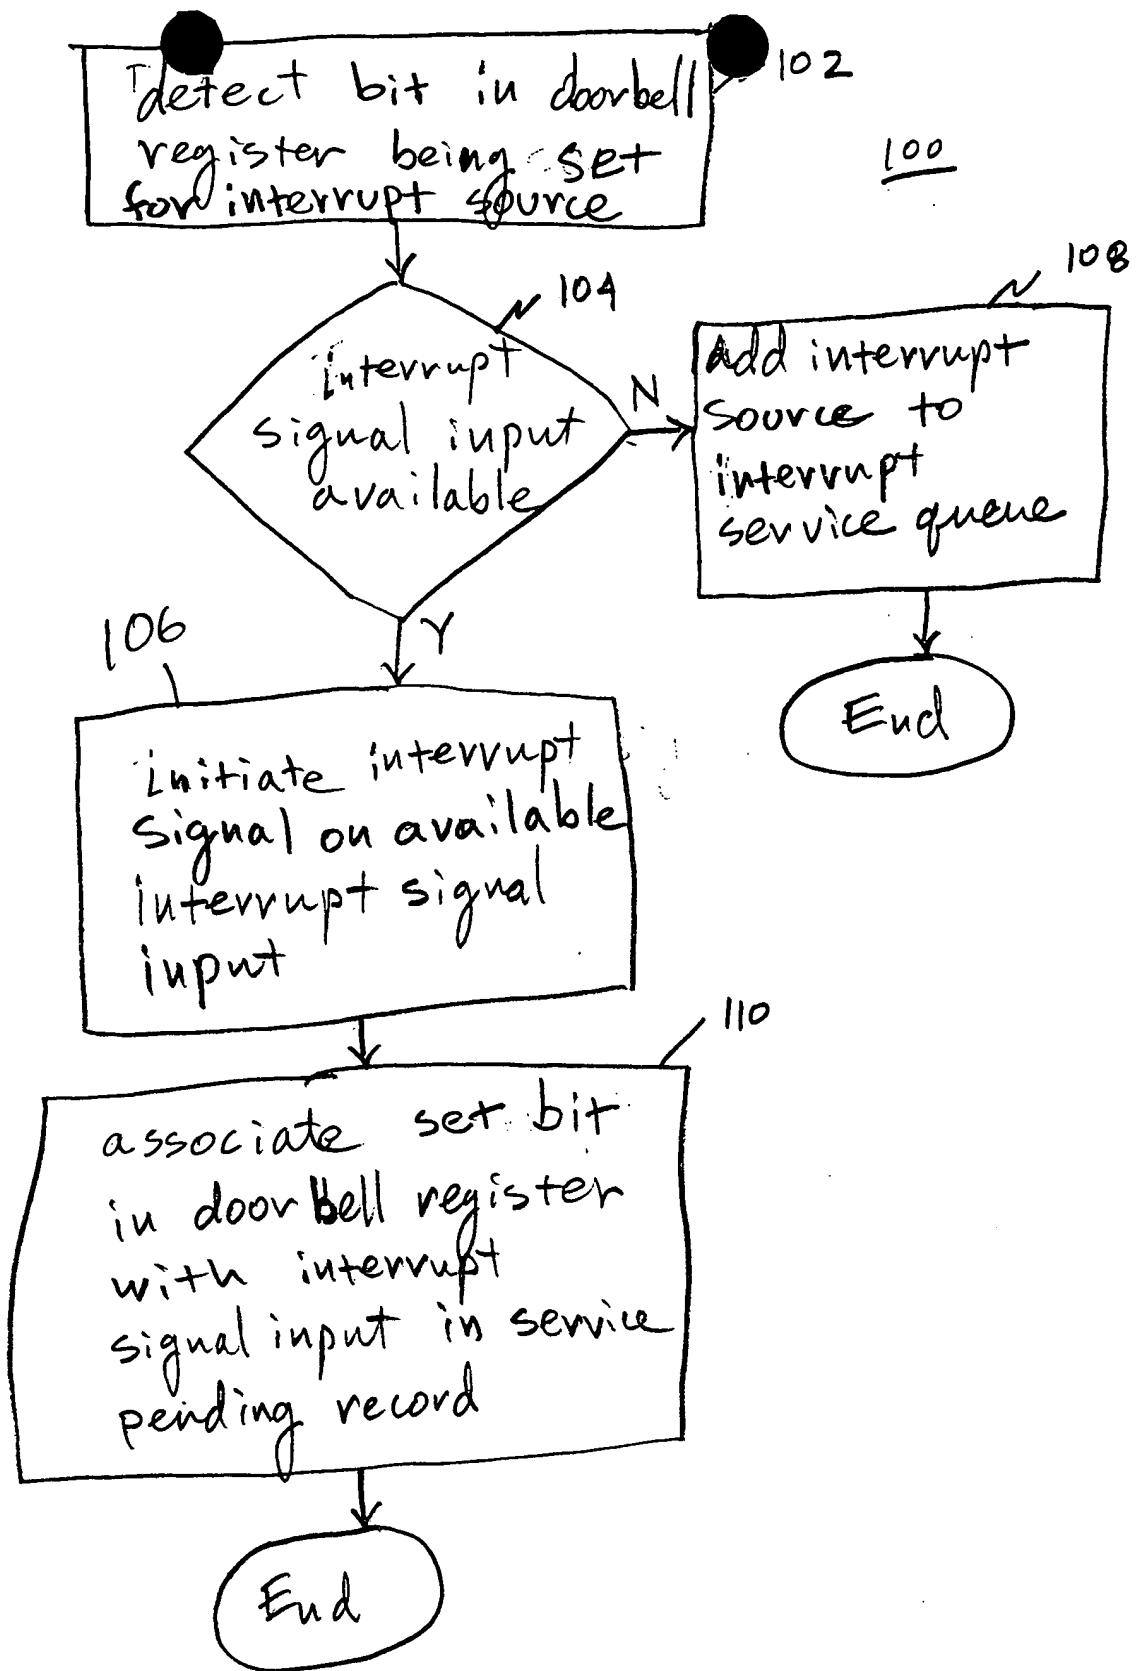 detect bit in doorbell
register being set
for interrupt source
102
100
104
interrupt
signal input
available
N
108
add interrupt
source to
interrupt
service queue
End
Y
106
initiate interrupt
signal on available
interrupt signal
input
110
associate set bit
in doorbell register
with interrupt
signal input in service
pending record
End